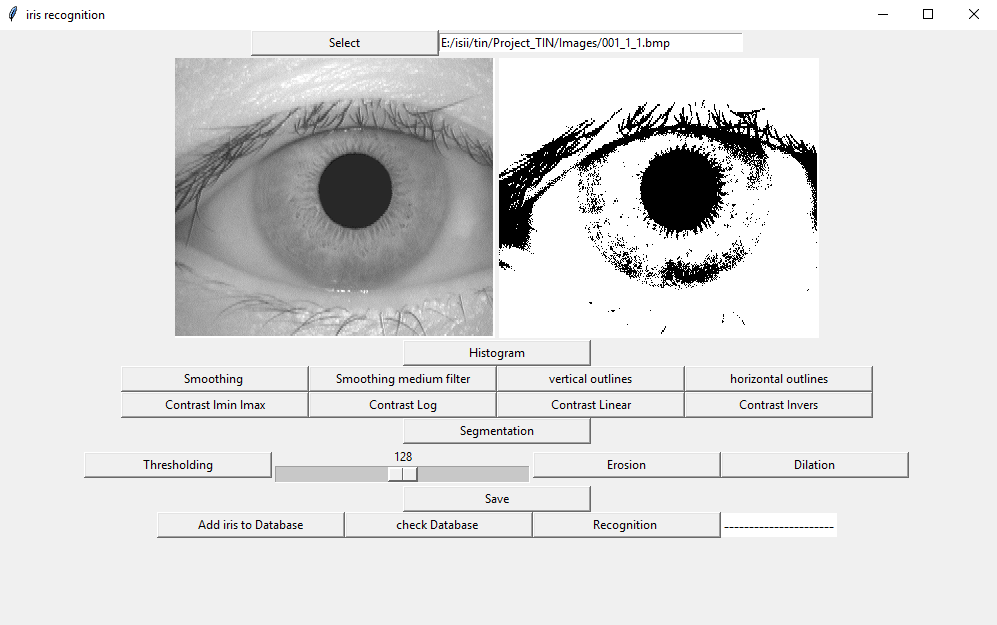 iris recognition
Select E:/isii/tin/Project_TIN/Images/001_1_1.bmp
Histogram
Smoothing Smoothing medium filter vertical outlines horizontal outlines
Contrast Imin Imax Contrast Log Contrast Linear Contrast Invers
Segmentation
128
Thresholding Erosion Dilation
Save
Add iris to Database check Database Recognition ----------------------